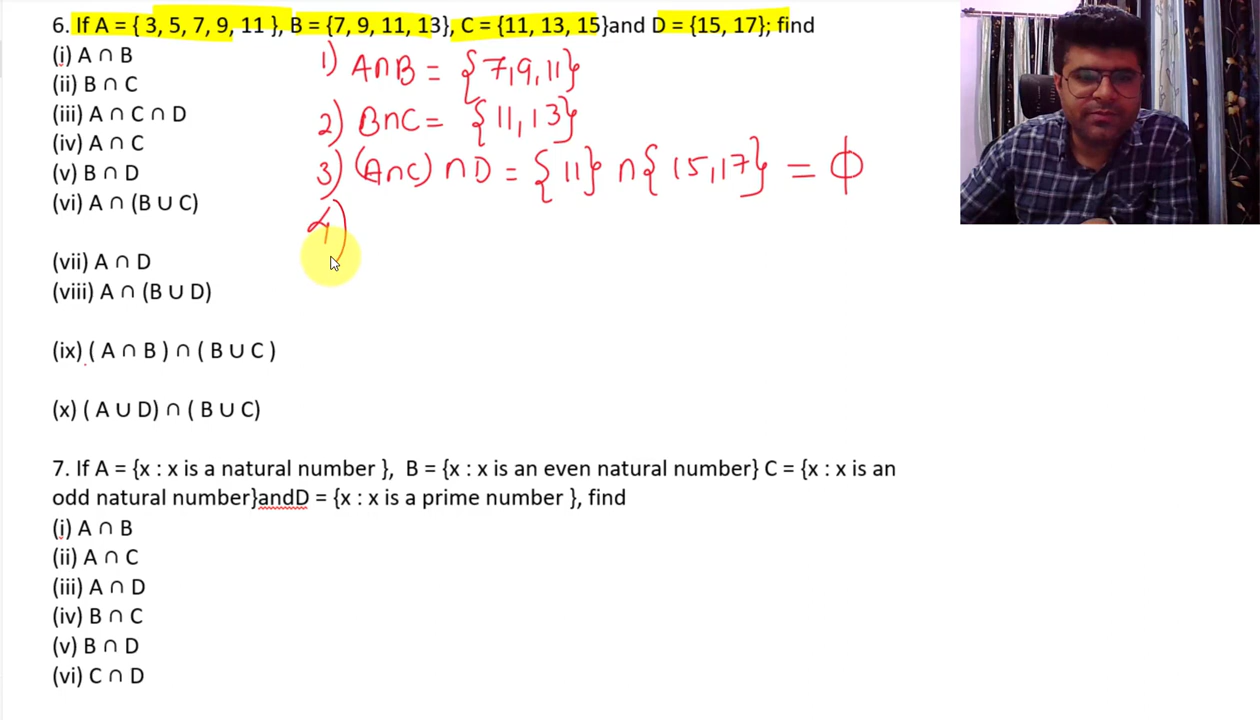 6. If A = { 3, 5, 7, 9, 11 }, B = {7, 9, 11, 13}, C = {11, 13, 15}and D = {15, 17}; find
(i) A ∩ B
1) A∩B = {7,9,11}
(ii) B ∩ C
2) B∩C = {11,13}
(iii) A ∩ C ∩ D
(iv) A ∩ C
3) (A∩C) ∩ D = {11} ∩ {15,17} = ϕ
(v) B ∩ D
(vi) A ∩ (B ∪ C)
4)
(vii) A ∩ D
(viii) A ∩ (B ∪ D)
(ix) ( A ∩ B ) ∩ ( B ∪ C )
(x) ( A ∪ D) ∩ ( B ∪ C)
7. If A = {x : x is a natural number }, B = {x : x is an even natural number} C = {x : x is an
odd natural number}andD = {x : x is a prime number }, find
(i) A ∩ B
(ii) A ∩ C
(iii) A ∩ D
(iv) B ∩ C
(v) B ∩ D
(vi) C ∩ D